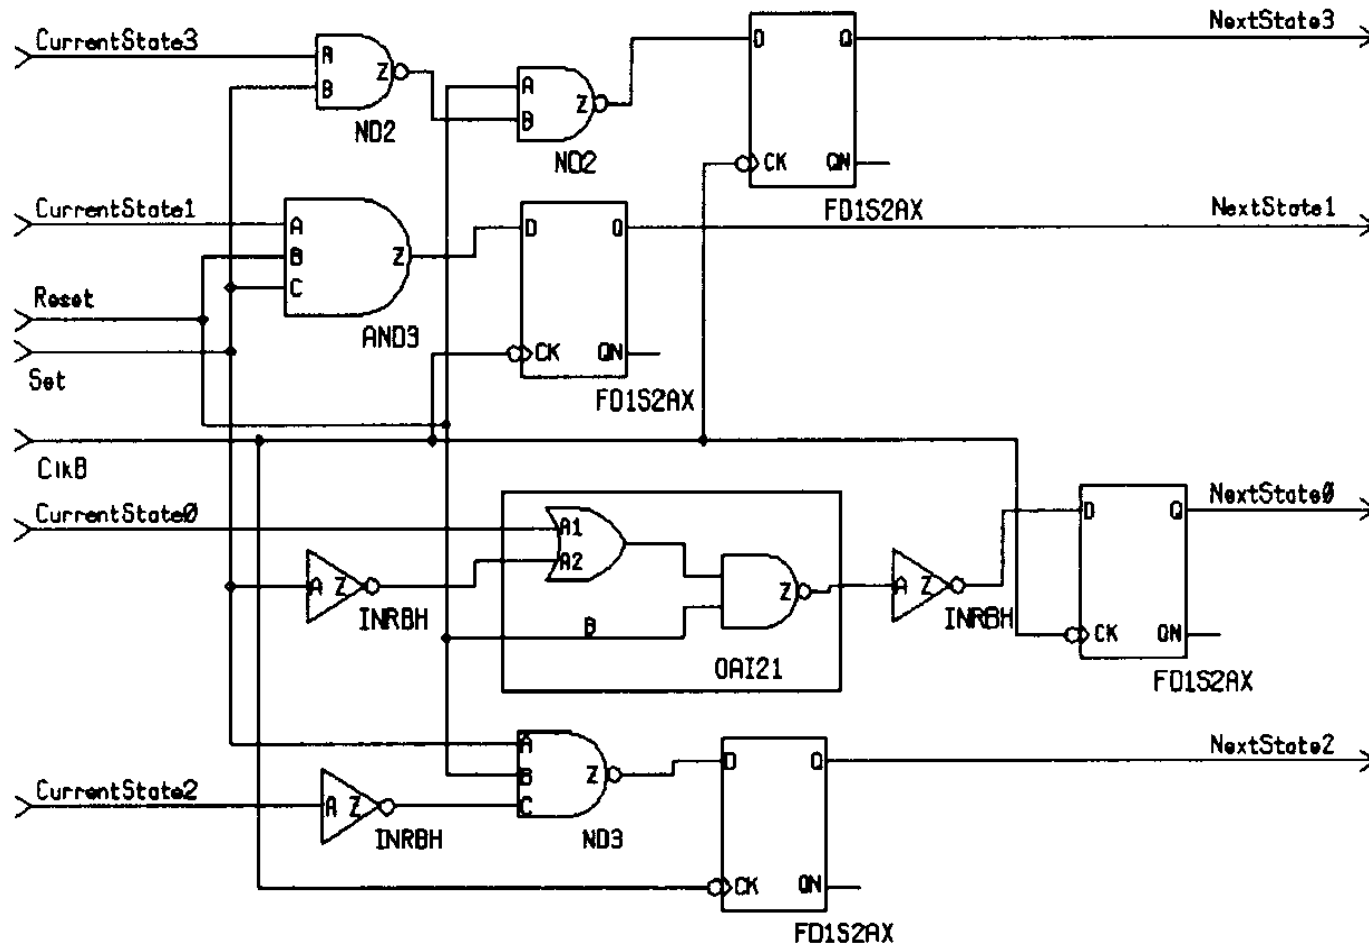 CurrentState3
A
B
Z
ND2
A
B
Z
ND2
D
Q
CK
QN
FD1S2AX
NextState3
CurrentState1
A
B
C
Z
AND3
D
Q
CK
QN
FD1S2AX
NextState1
Reset
Set
ClkB
CurrentState0
A1
A2
B
Z
OAI21
A Z
INRBH
A Z
INRBH
D
Q
CK
QN
FD1S2AX
NextState0
CurrentState2
A Z
INRBH
A
B
C
Z
ND3
D
Q
CK
QN
FD1S2AX
NextState2